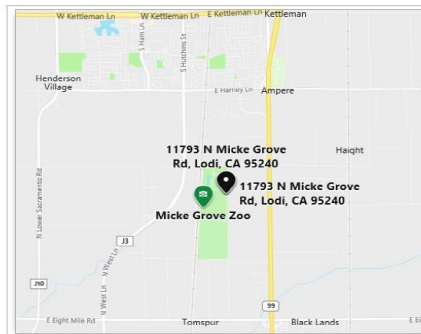 W Kettleman Ln
W Kettleman Ln
E Kettleman Ln
Kettleman
S Ham Ln
S Hutchins St
Henderson
Village
E Harney Ln
Ampere
11793 N Micke Grove
Rd, Lodi, CA 95240
Haight
11793 N Micke Grove
Rd, Lodi, CA 95240
Micke Grove Zoo
N Lower Sacramento Rd
J3
N West Ln
J10
N West Ln
99
E Eight Mile Rd
Tomspur
Black Lands
E Ei